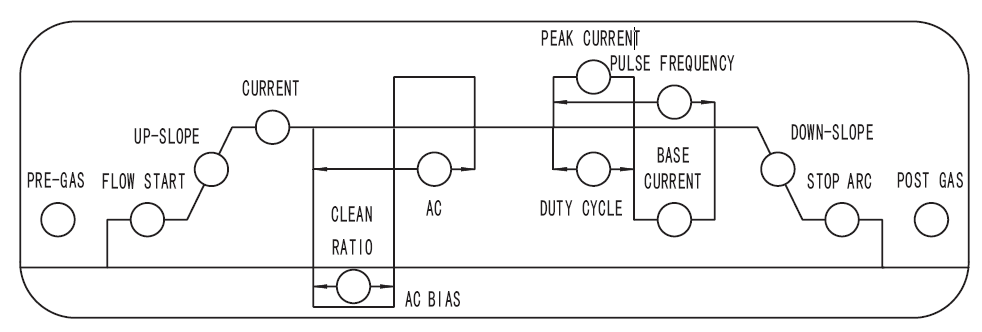 PEAK CURRENT
PULSE FREQUENCY
CURRENT
UP-SLOPE
DOWN-SLOPE
PRE-GAS
FLOW START
BASE
CURRENT
STOP ARC
POST GAS
AC
DUTY CYCLE
CLEAN
RATIO
AC BIAS